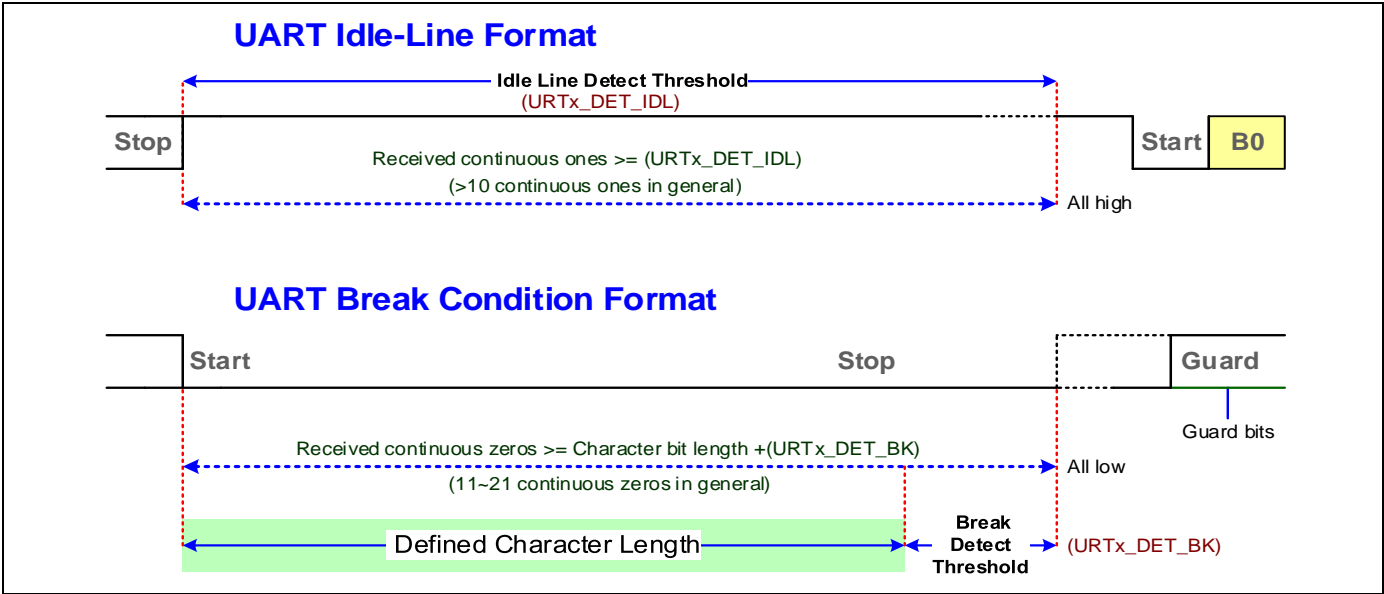 UART Idle-Line Format
Idle Line Detect Threshold
(URTx_DET_IDL)
Stop
Start
B0
Received continuous ones >= (URTx_DET_IDL)
(>10 continuous ones in general)
All high
UART Break Condition Format
Start
Stop
Guard
Guard bits
Received continuous zeros >= Character bit length +(URTx_DET_BK)
All low
(11~21 continuous zeros in general)
Defined Character Length
Break
Detect
Threshold
(URTx_DET_BK)